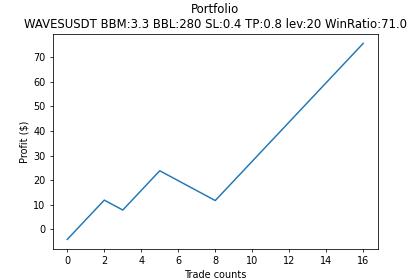 Portfolio
WAVESUSDT BBM:3.3 BBL:280 SL:0.4 TP:0.8 lev:20 WinRatio:71.0
Profit ($)
70
60
50
40
30
20
10
0
0 2 4 6 8 10 12 14 16
Trade counts